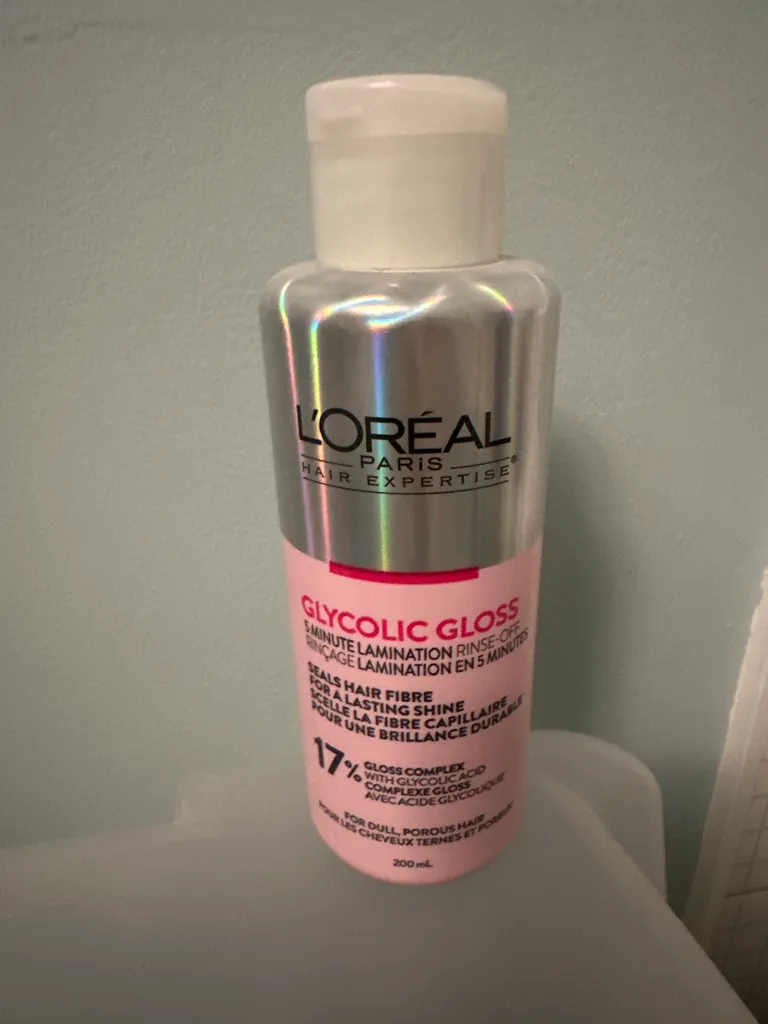 L'ORÉAL
PARiS
HAIR EXPERTISE®
GLYCOLIC GLOSS
5 MINUTE LAMINATION RINSE-OFF
RINÇAGE LAMINATION EN 5 MINUTES
SEALS HAIR FIBRE
FOR A LASTING SHINE
SCELLE LA FIBRE CAPILLAIRE
POUR UNE BRILLANCE DURABLE
17% GLOSS COMPLEX
WITH GLYCOLIC ACID
COMPLEXE GLOSS
AVEC ACIDE GLYCOLIQUE
FOR DULL, POROUS HAIR
POUR LES CHEVEUX TERNES ET POREUX
200 mL